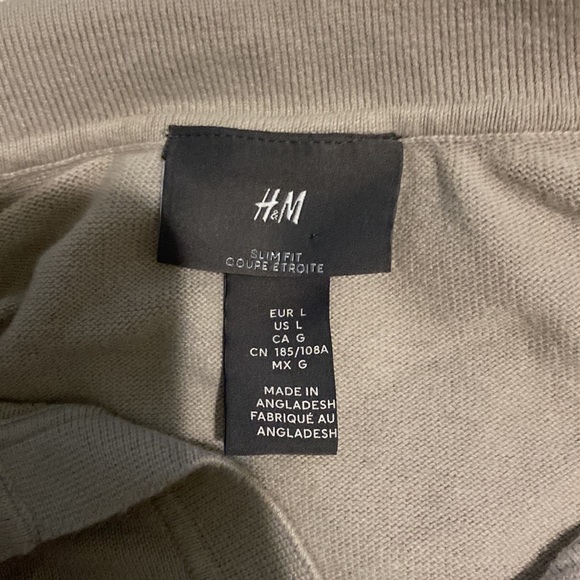 H&M
SLIM FIT
COUPE ÉTROITE
EUR L
US L
CA G
CN 185/108A
MX G
MADE IN
ANGLADESH
FABRIQUÉ AU
ANGLADESH